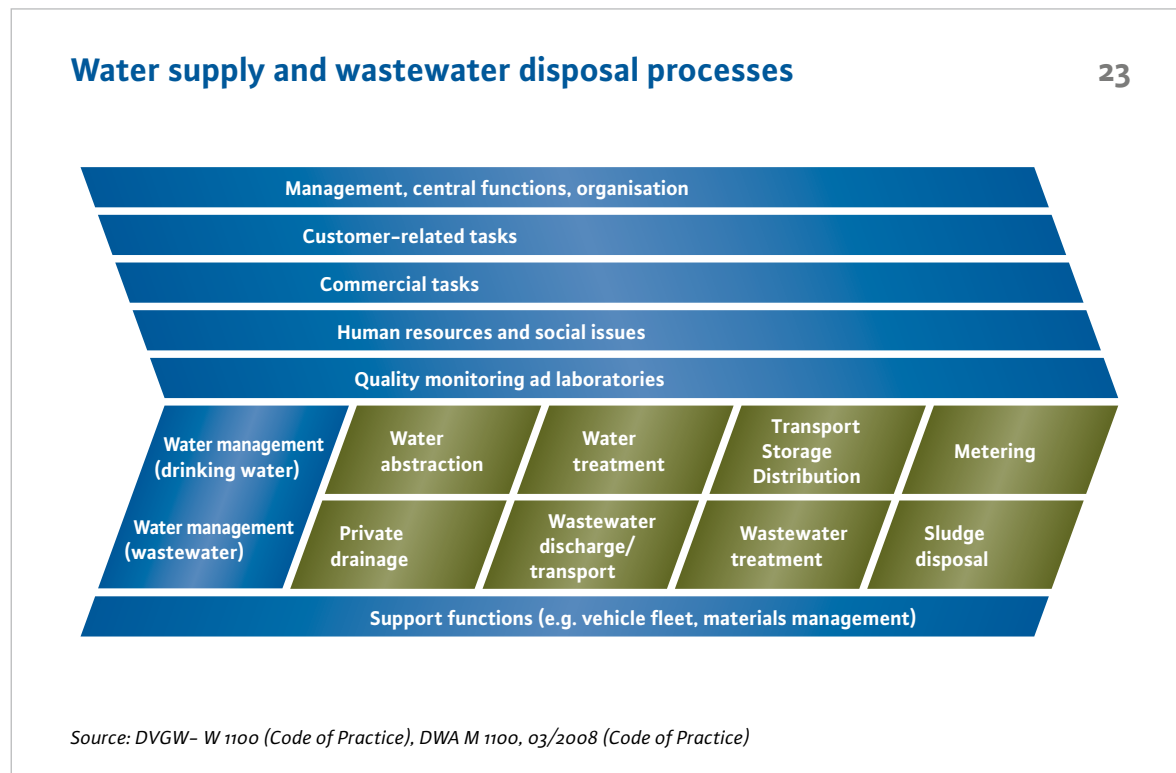 Water supply and wastewater disposal processes
23
Management, central functions, organisation
Customer-related tasks
Commercial tasks
Human resources and social issues
Quality monitoring ad laboratories
Water management
(drinking water)
Water
abstraction
Water
treatment
Transport
Storage
Distribution
Metering
Water management
(wastewater)
Private
drainage
Wastewater
discharge/
transport
Wastewater
treatment
Sludge
disposal
Support functions (e.g. vehicle fleet, materials management)
Source: DVGW– W 1100 (Code of Practice), DWA M 1100, 03/2008 (Code of Practice)